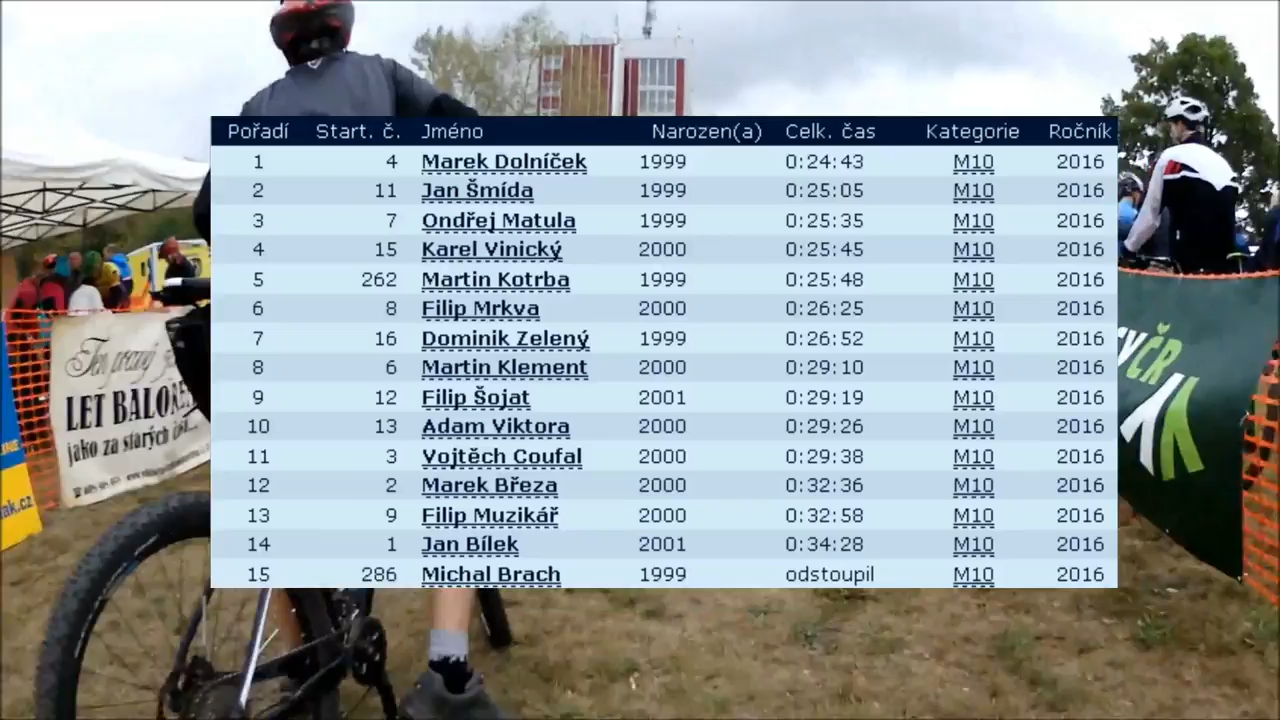 Pořadí Start. č. Jméno Narozen(a) Celk. čas Kategorie Ročník
1 4 Marek Dolníček 1999 0:24:43 M10 2016
2 11 Jan Šmída 1999 0:25:05 M10 2016
3 7 Ondřej Matula 1999 0:25:35 M10 2016
4 15 Karel Vinický 2000 0:25:45 M10 2016
5 262 Martin Kotrba 1999 0:25:48 M10 2016
6 8 Filip Mrkva 2000 0:26:25 M10 2016
7 16 Dominik Zelený 1999 0:26:52 M10 2016
8 6 Martin Klement 2000 0:29:10 M10 2016
9 12 Filip Šojat 2001 0:29:19 M10 2016
10 13 Adam Viktora 2000 0:29:26 M10 2016
11 3 Vojtěch Coufal 2000 0:29:38 M10 2016
12 2 Marek Březa 2000 0:32:36 M10 2016
13 9 Filip Muzikář 2000 0:32:58 M10 2016
14 1 Jan Bílek 2001 0:34:28 M10 2016
15 286 Michal Brach 1999 odstoupil M10 2016
Ten pravý
LET
jako za starých
ak.cz
YČR